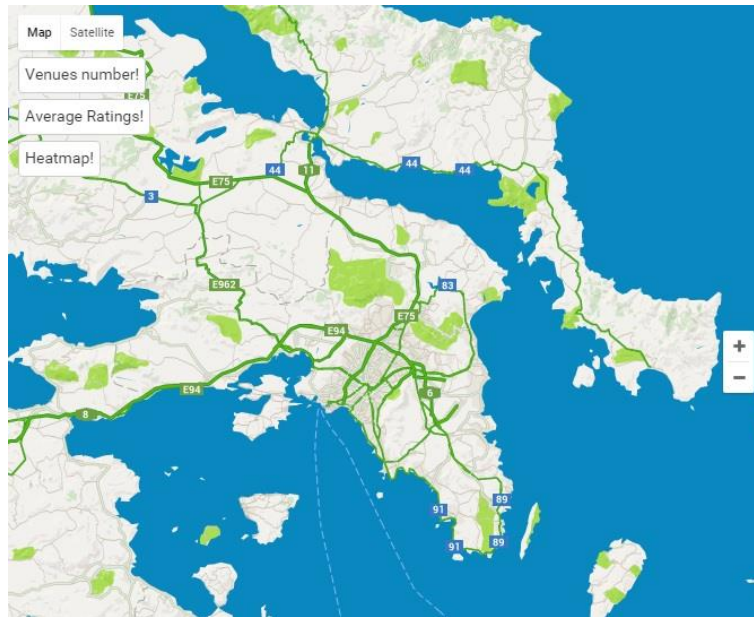 Map Satellite
Venues number!
E75
Average Ratings!
Heatmap!
44
44
44
11
E75
3
E962
83
E75
E94
E94
6
8
89
91
91
89
+
−